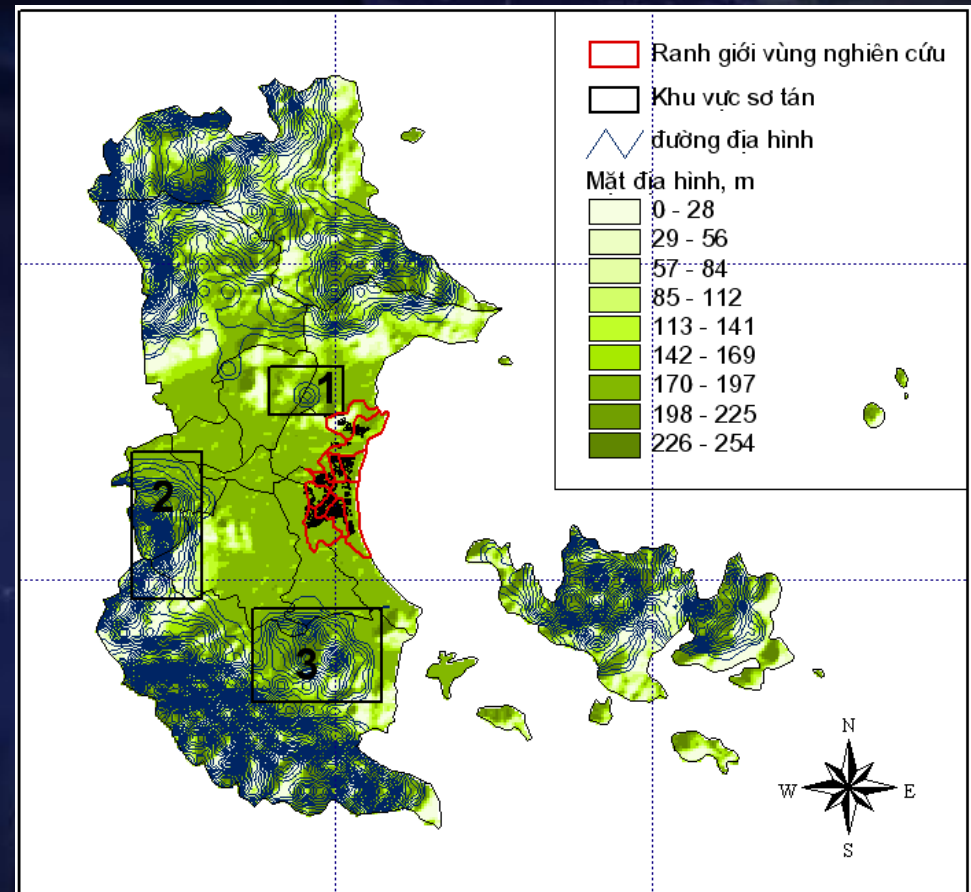 Ranh giới vùng nghiên cứu
Khu vực sơ tán
đường địa hình
Mặt địa hình, m
0 - 28
29 - 56
57 - 84
85 - 112
113 - 141
142 - 169
170 - 197
198 - 225
226 - 254
1
2
3
N
W E
S